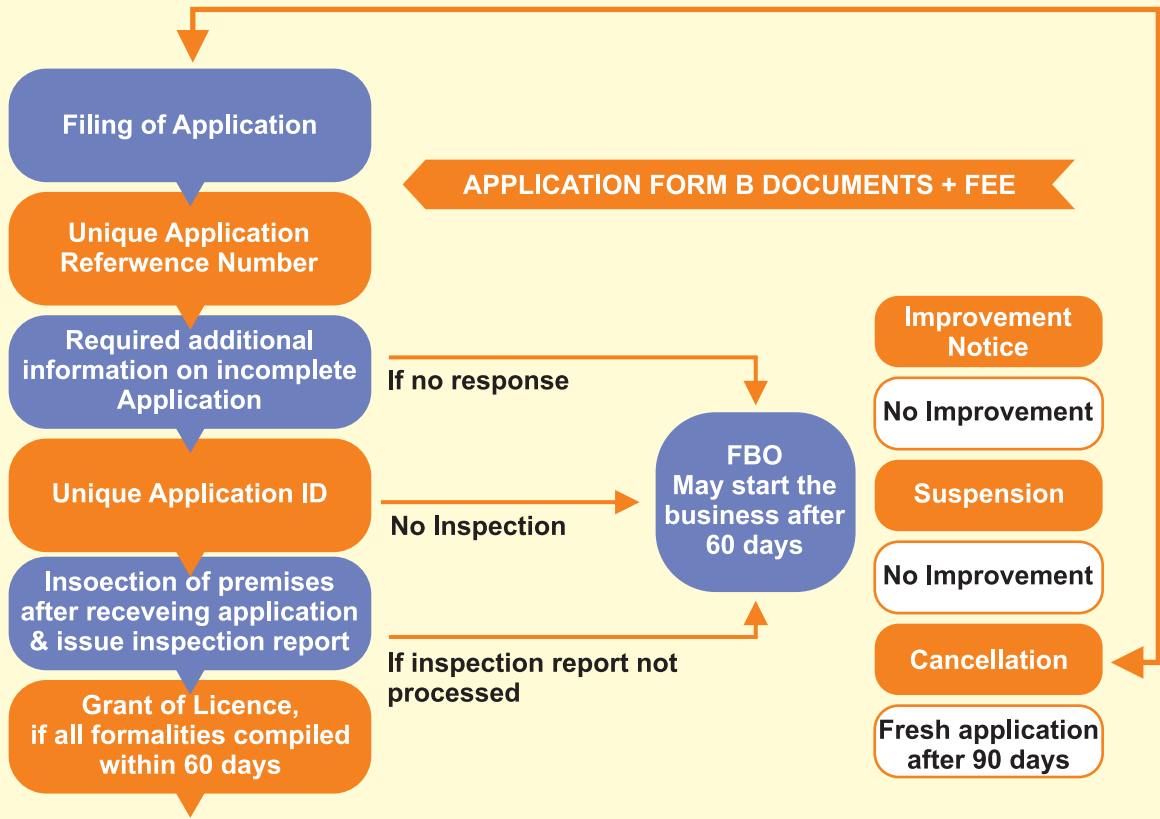 Filing of Application
APPLICATION FORM B DOCUMENTS + FEE
Unique Application
Referwence Number
Required additional
information on incomplete
Application
If no response
Unique Application ID
No Inspection
Insoection of premises
after receveing application
& issue inspection report
If inspection report not
processed
Grant of Licence,
if all formalities compiled
within 60 days
FBO
May start the
business after
60 days
Improvement
Notice
No Improvement
Suspension
No Improvement
Cancellation
Fresh application
after 90 days